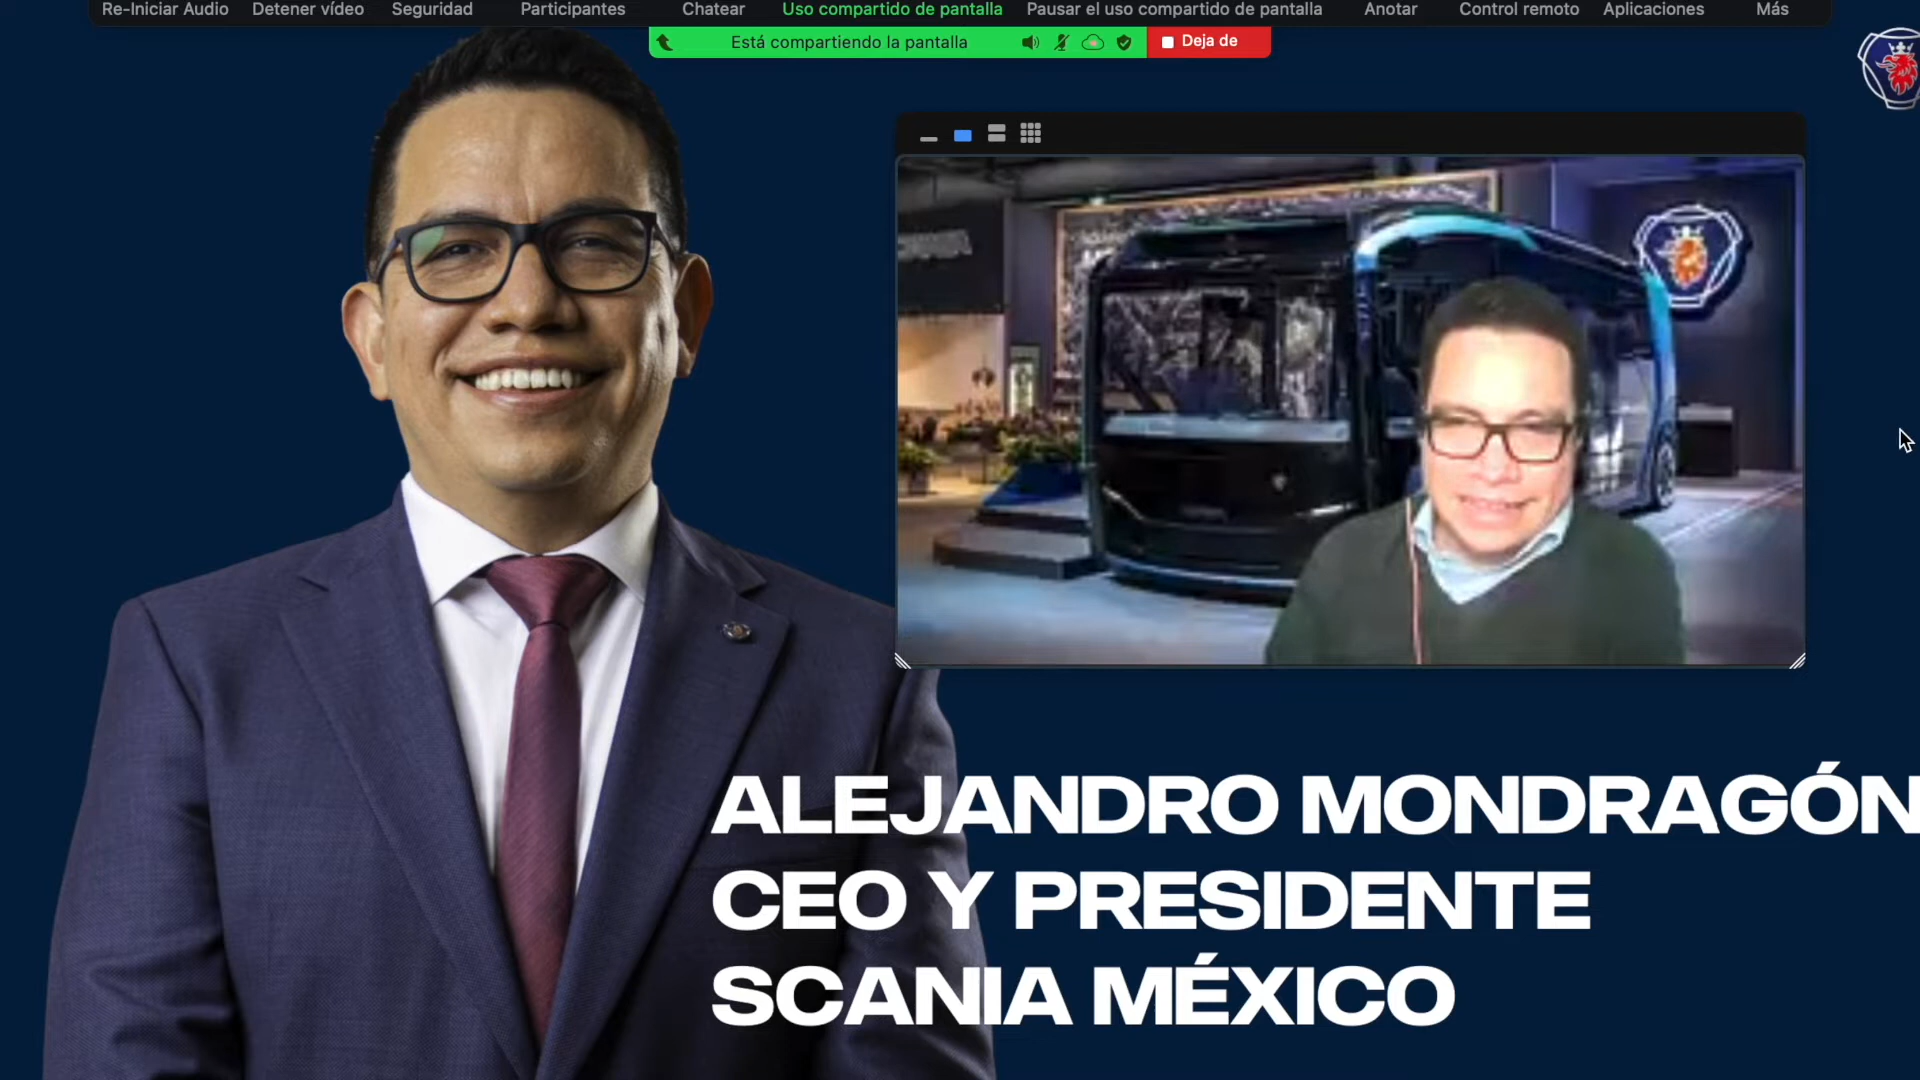 Re-Iniciar Audio Detener vídeo Seguridad Participantes Chatear Uso compartido de pantalla Pausar el uso compartido de pantalla Anotar Control remoto Aplicaciones Más
Está compartiendo la pantalla Deja de
ALEJANDRO MONDRAGÓN
CEO Y PRESIDENTE
SCANIA MÉXICO